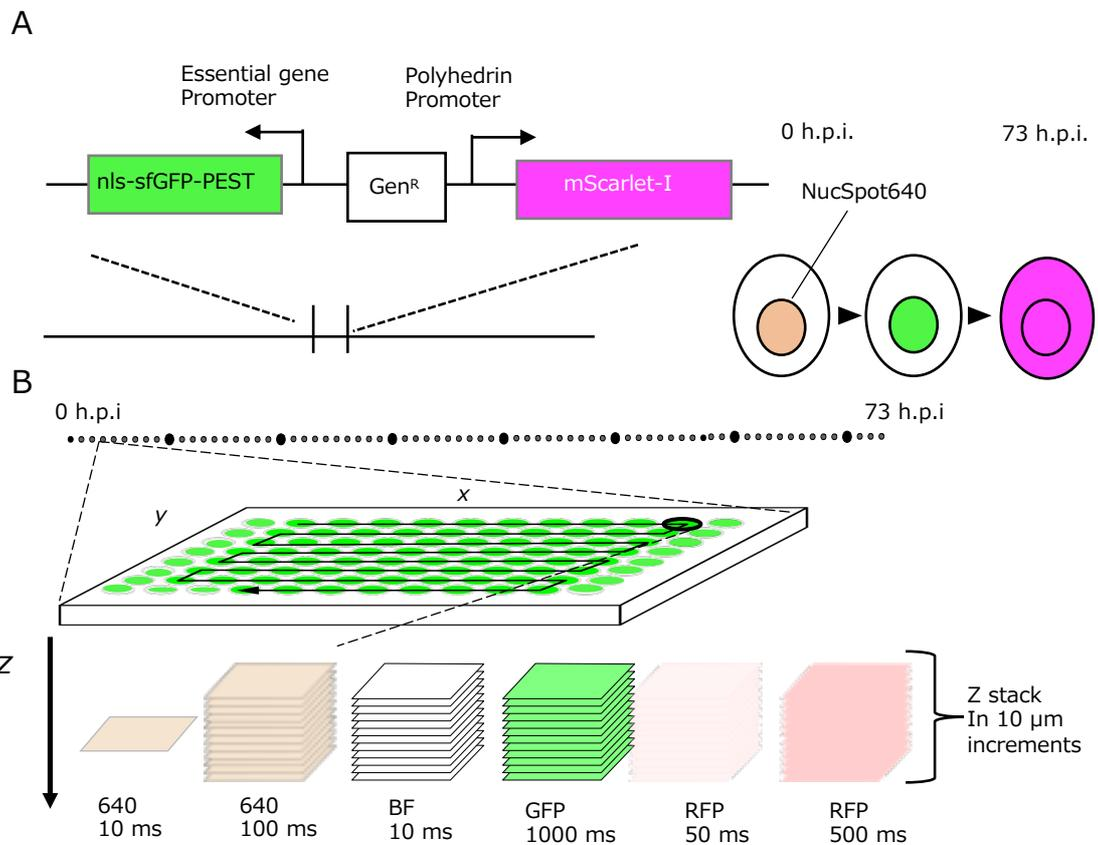 A
Essential gene
Promoter
Polyhedrin
Promoter
0 h.p.i.
73 h.p.i.
nls-sfGFP-PEST
Genᴿ
mScarlet-I
NucSpot640
B
0 h.p.i
73 h.p.i
x
y
z
Z stack
In 10 µm
increments
640
10 ms
640
100 ms
BF
10 ms
GFP
1000 ms
RFP
50 ms
RFP
500 ms